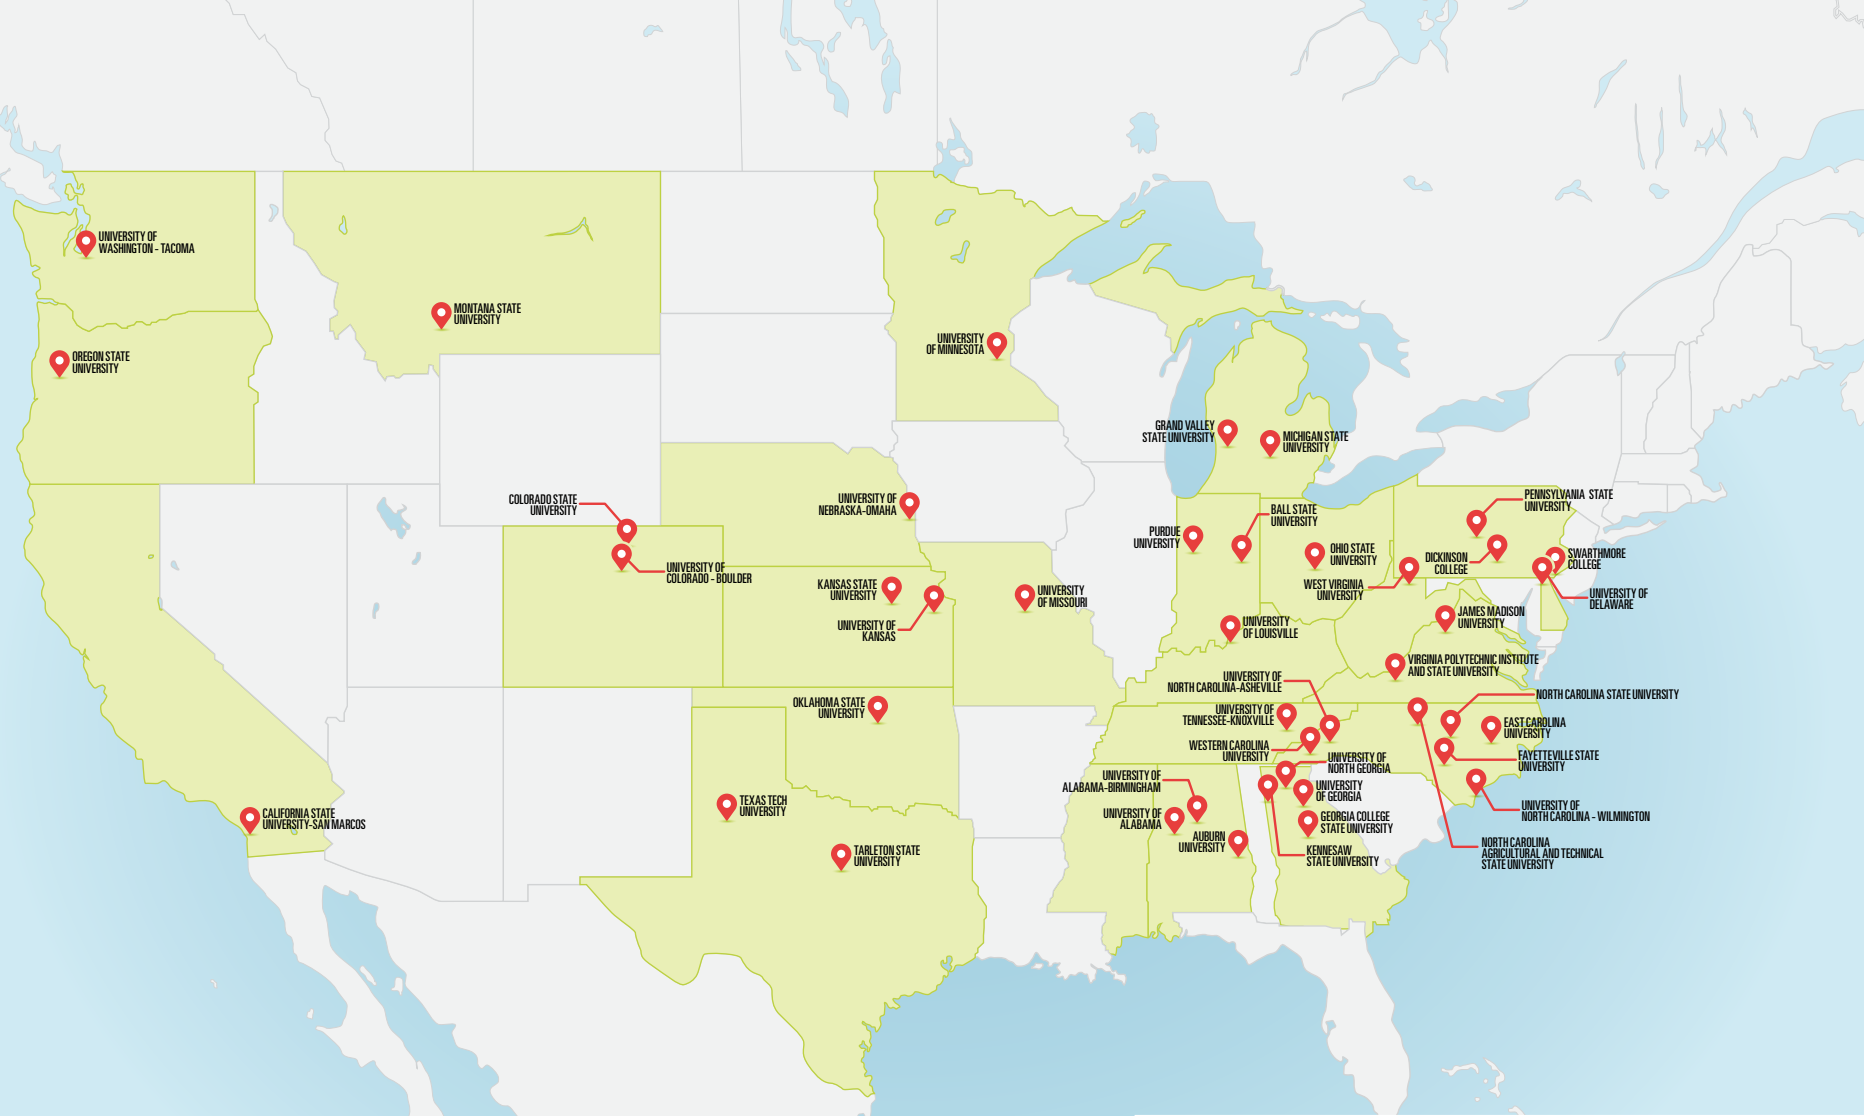 UNIVERSITY OF
WASHINGTON - TACOMA
MONTANA STATE
UNIVERSITY
OREGON STATE
UNIVERSITY
UNIVERSITY
OF MINNESOTA
GRAND VALLEY
STATE UNIVERSITY
MICHIGAN STATE
UNIVERSITY
COLORADO STATE
UNIVERSITY
UNIVERSITY OF
NEBRASKA-OMAHA
PENNSYLVANIA STATE
UNIVERSITY
BALL STATE
UNIVERSITY
PURDUE
UNIVERSITY
OHIO STATE
UNIVERSITY
DICKINSON
COLLEGE
SWARTHMORE
COLLEGE
UNIVERSITY OF
COLORADO - BOULDER
KANSAS STATE
UNIVERSITY
UNIVERSITY
OF MISSOURI
WEST VIRGINIA
UNIVERSITY
UNIVERSITY OF
DELAWARE
UNIVERSITY OF
KANSAS
UNIVERSITY
OF LOUISVILLE
JAMES MADISON
UNIVERSITY
VIRGINIA POLYTECHNIC INSTITUTE
AND STATE UNIVERSITY
UNIVERSITY OF
NORTH CAROLINA-ASHEVILLE
NORTH CAROLINA STATE UNIVERSITY
OKLAHOMA STATE
UNIVERSITY
UNIVERSITY OF
TENNESSEE-KNOXVILLE
EAST CAROLINA
UNIVERSITY
WESTERN CAROLINA
UNIVERSITY
UNIVERSITY OF
NORTH GEORGIA
FAYETTEVILLE STATE
UNIVERSITY
UNIVERSITY OF
ALABAMA-BIRMINGHAM
UNIVERSITY
OF GEORGIA
TEXAS TECH
UNIVERSITY
UNIVERSITY OF
NORTH CAROLINA - WILMINGTON
CALIFORNIA STATE
UNIVERSITY-SAN MARCOS
UNIVERSITY OF
ALABAMA
GEORGIA COLLEGE
STATE UNIVERSITY
AUBURN
UNIVERSITY
TARLETON STATE
UNIVERSITY
KENNESAW
STATE UNIVERSITY
NORTH CAROLINA
AGRICULTURAL AND TECHNICAL
STATE UNIVERSITY